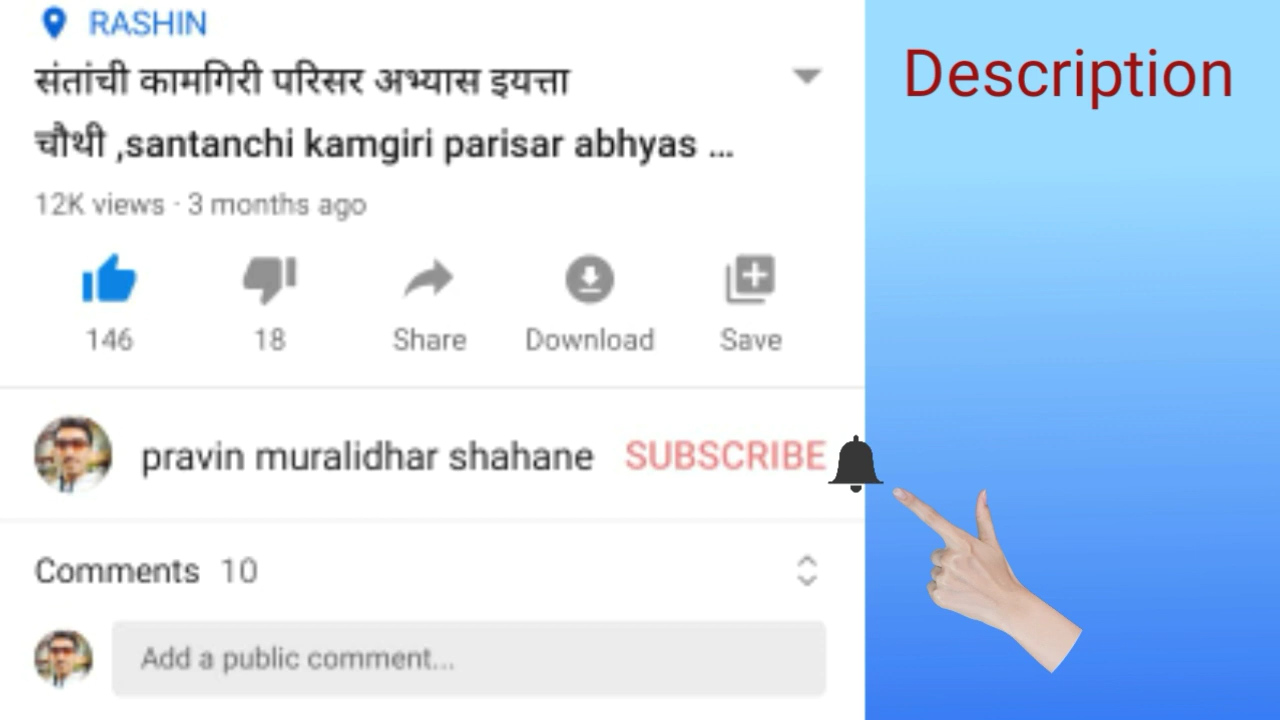 RASHIN
संतांची कामगिरी परिसर अभ्यास इयत्ता
चौथी ,santanchi kamgiri parisar abhyas ...
12K views · 3 months ago
146
18
Share
Download
Save
pravin muralidhar shahane
SUBSCRIBE
Comments 10
Add a public comment...
Description